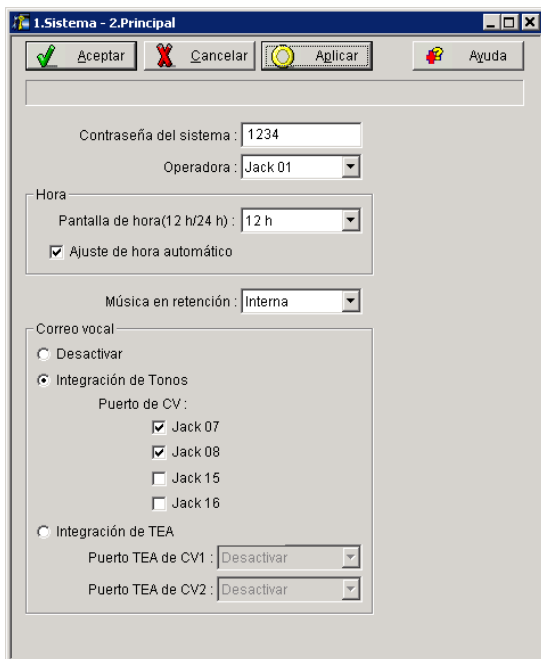 1.Sistema - 2.Principal
Aceptar Cancelar Aplicar Ayuda
Contraseña del sistema : 1234
Operadora : Jack 01
Hora
Pantalla de hora(12 h/24 h) : 12 h
Ajuste de hora automático
Música en retención : Interna
Correo vocal
Desactivar
Integración de Tonos
Puerto de CV :
Jack 07
Jack 08
Jack 15
Jack 16
Integración de TEA
Puerto TEA de CV1 : Desactivar
Puerto TEA de CV2 : Desactivar